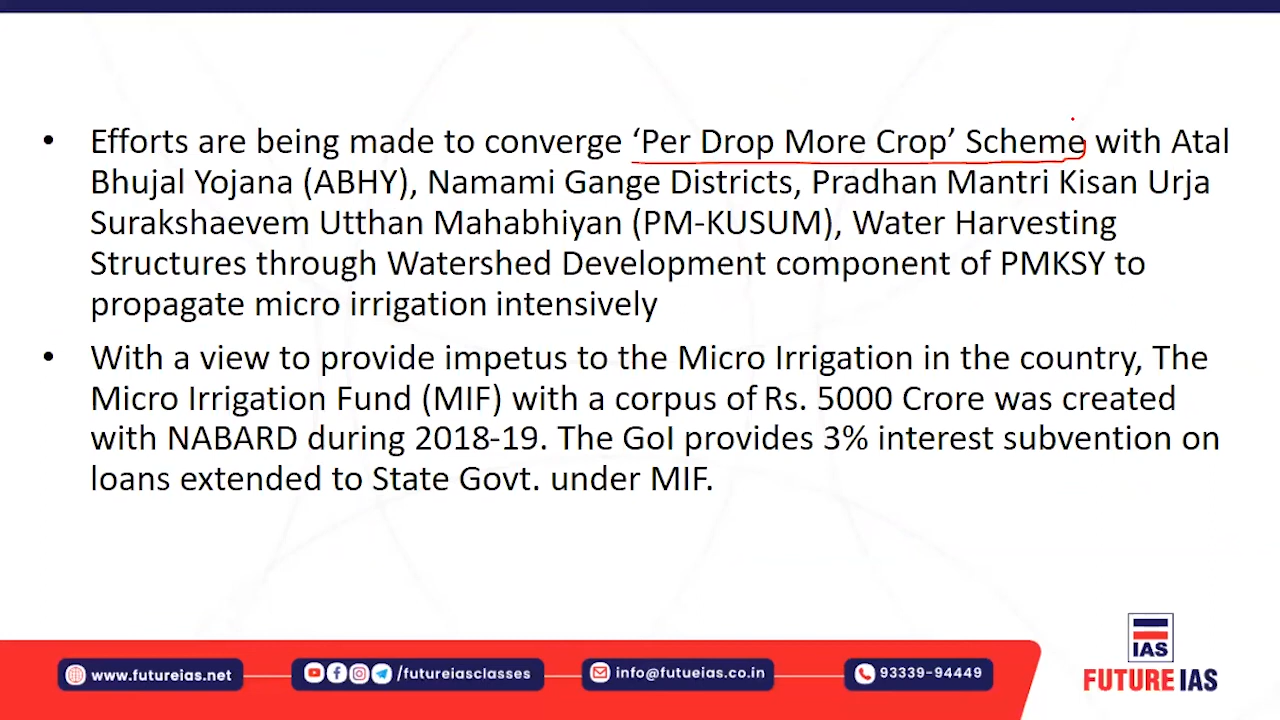 • Efforts are being made to converge ‘Per Drop More Crop’ Scheme with Atal
Bhujal Yojana (ABHY), Namami Gange Districts, Pradhan Mantri Kisan Urja
Surakshaevem Utthan Mahabhiyan (PM-KUSUM), Water Harvesting
Structures through Watershed Development component of PMKSY to
propagate micro irrigation intensively
• With a view to provide impetus to the Micro Irrigation in the country, The
Micro Irrigation Fund (MIF) with a corpus of Rs. 5000 Crore was created
with NABARD during 2018-19. The GoI provides 3% interest subvention on
loans extended to State Govt. under MIF.
IAS
FUTURE IAS
www.futureias.net
/futureiasclasses
info@futueias.co.in
93339-94449